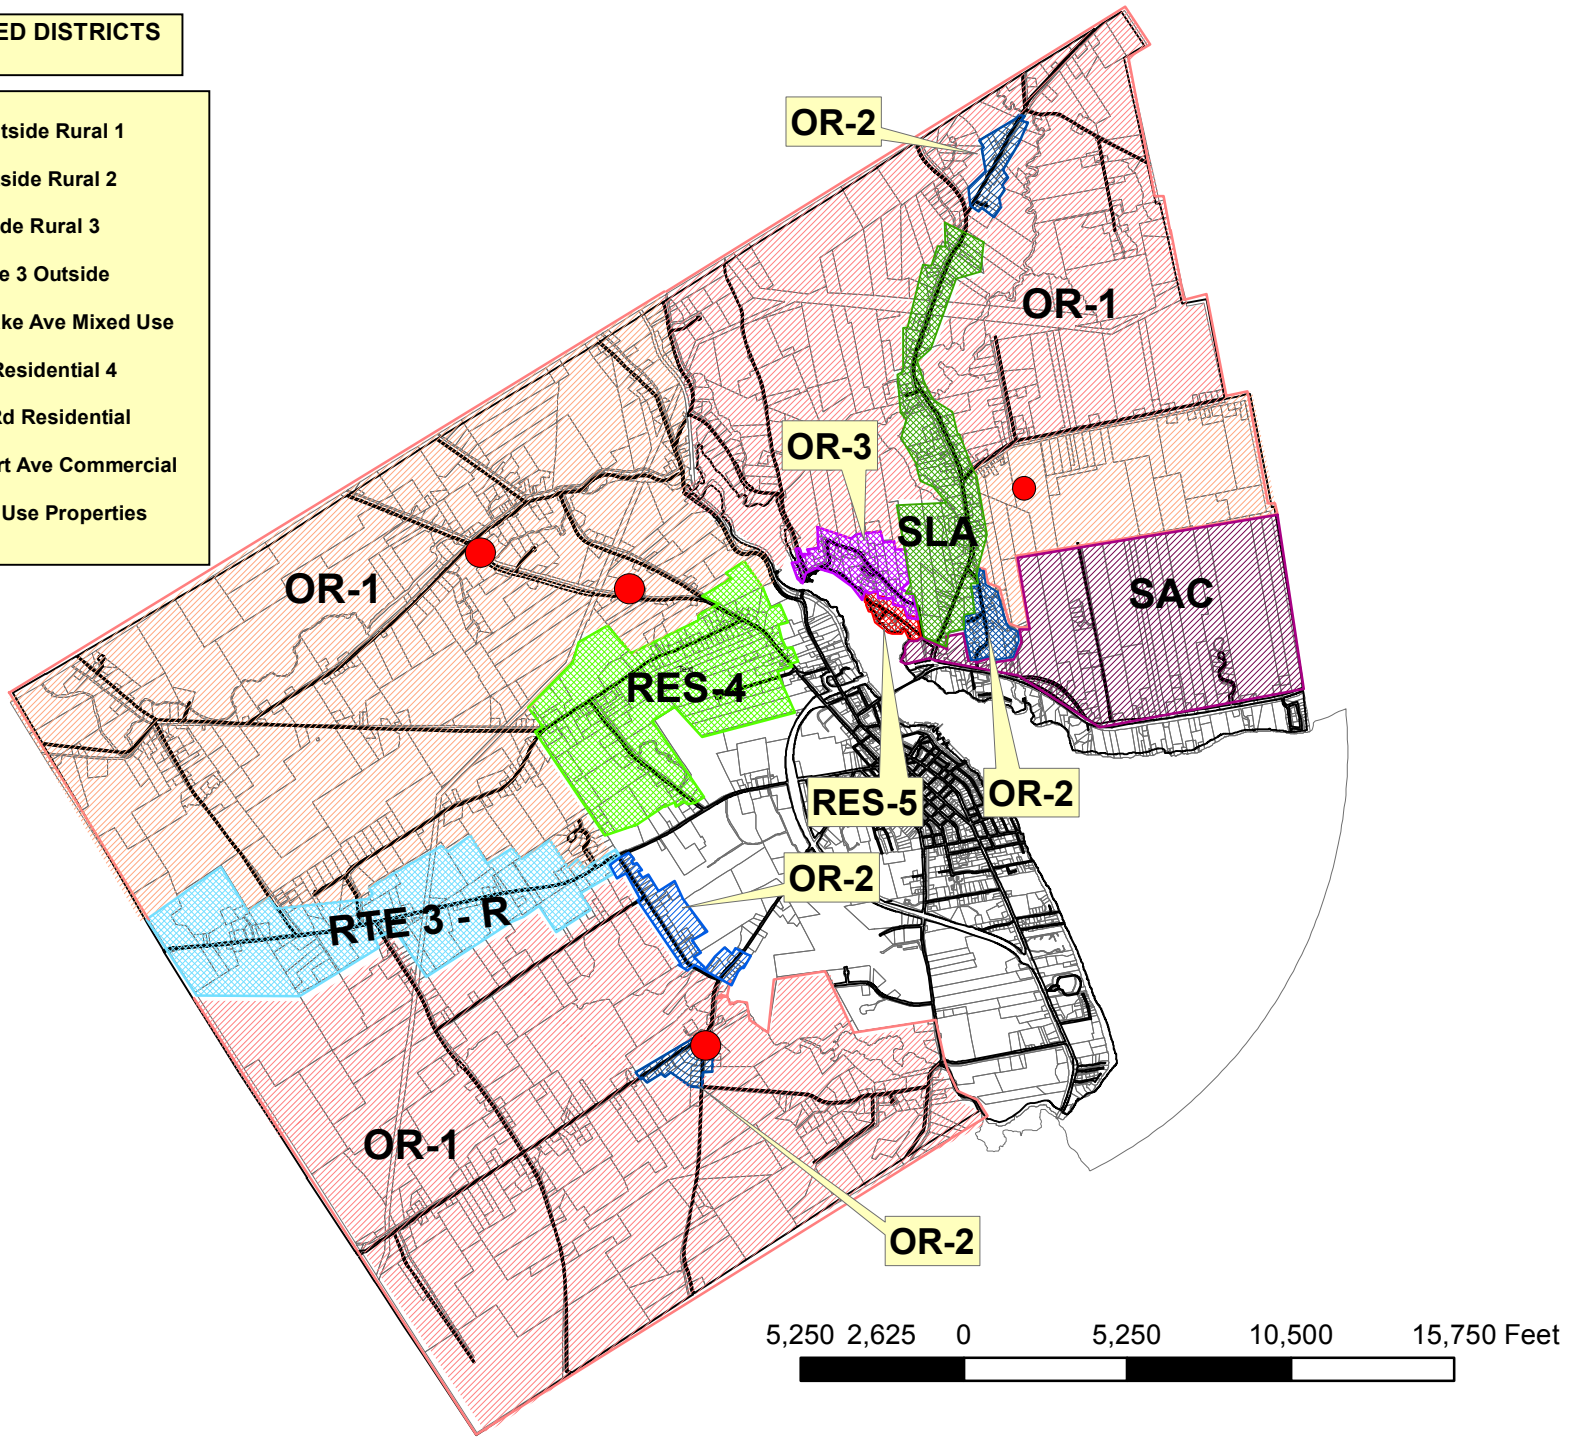 ED DISTRICTS
tside Rural 1
side Rural 2
de Rural 3
e 3 Outside
ke Ave Mixed Use
Residential 4
Rd Residential
rt Ave Commercial
Use Properties
OR-2
OR-1
OR-3
SLA
OR-1
SAC
RES-4
RES-5
OR-2
OR-2
RTE 3 - R
OR-1
OR-2
5,250 2,625 0 5,250 10,500 15,750 Feet